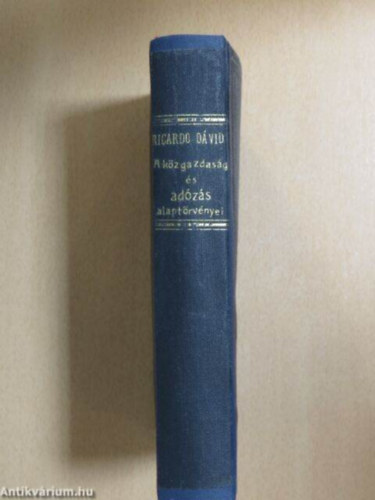 RICARDO DÁVID
A közgazdaság
és
adózás
alaptörvényei
Antikvárium.hu